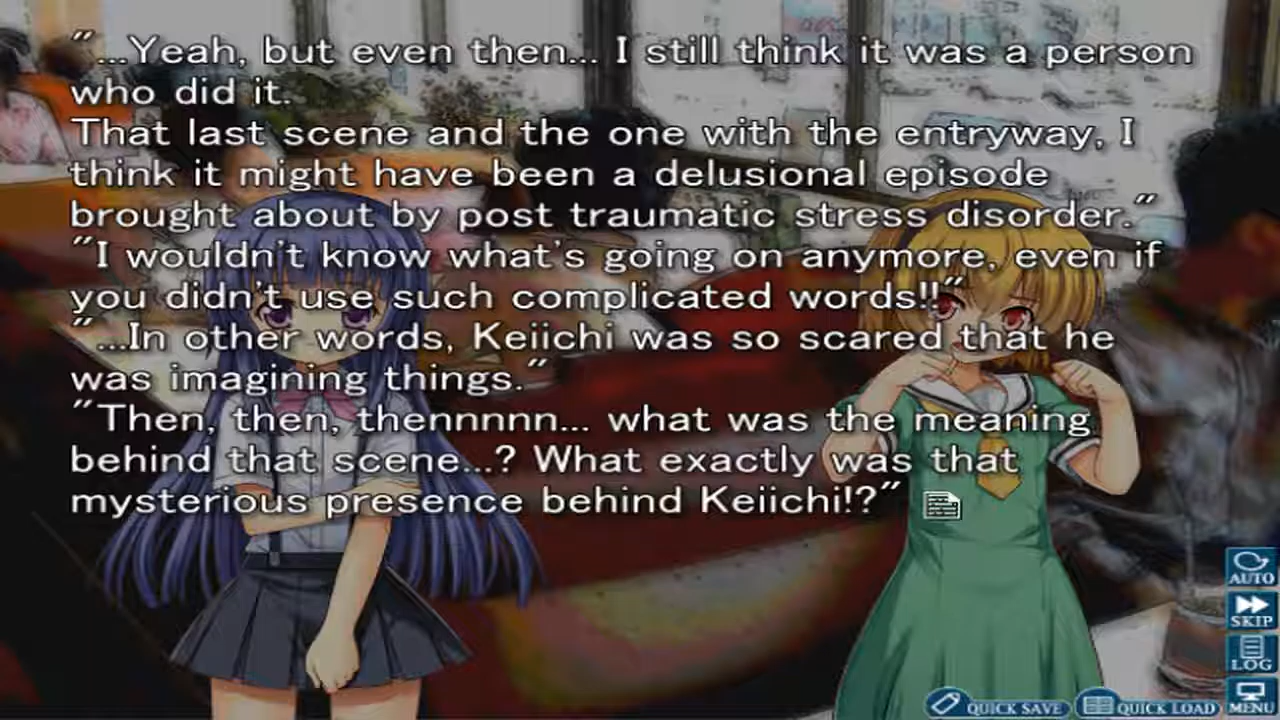 "...Yeah, but even then... I still think it was a person
who did it.
That last scene and the one with the entryway, I
think it might have been a delusional episode
brought about by post traumatic stress disorder."
"I wouldn't know what's going on anymore, even if
you didn't use such complicated words!!"
"...In other words, Keiichi was so scared that he
was imagining things."
"Then, then, thennnnn... what was the meaning
behind that scene...? What exactly was that
mysterious presence behind Keiichi!?"
AUTO
SKIP
LOG
MENU
QUICK SAVE
QUICK LOAD